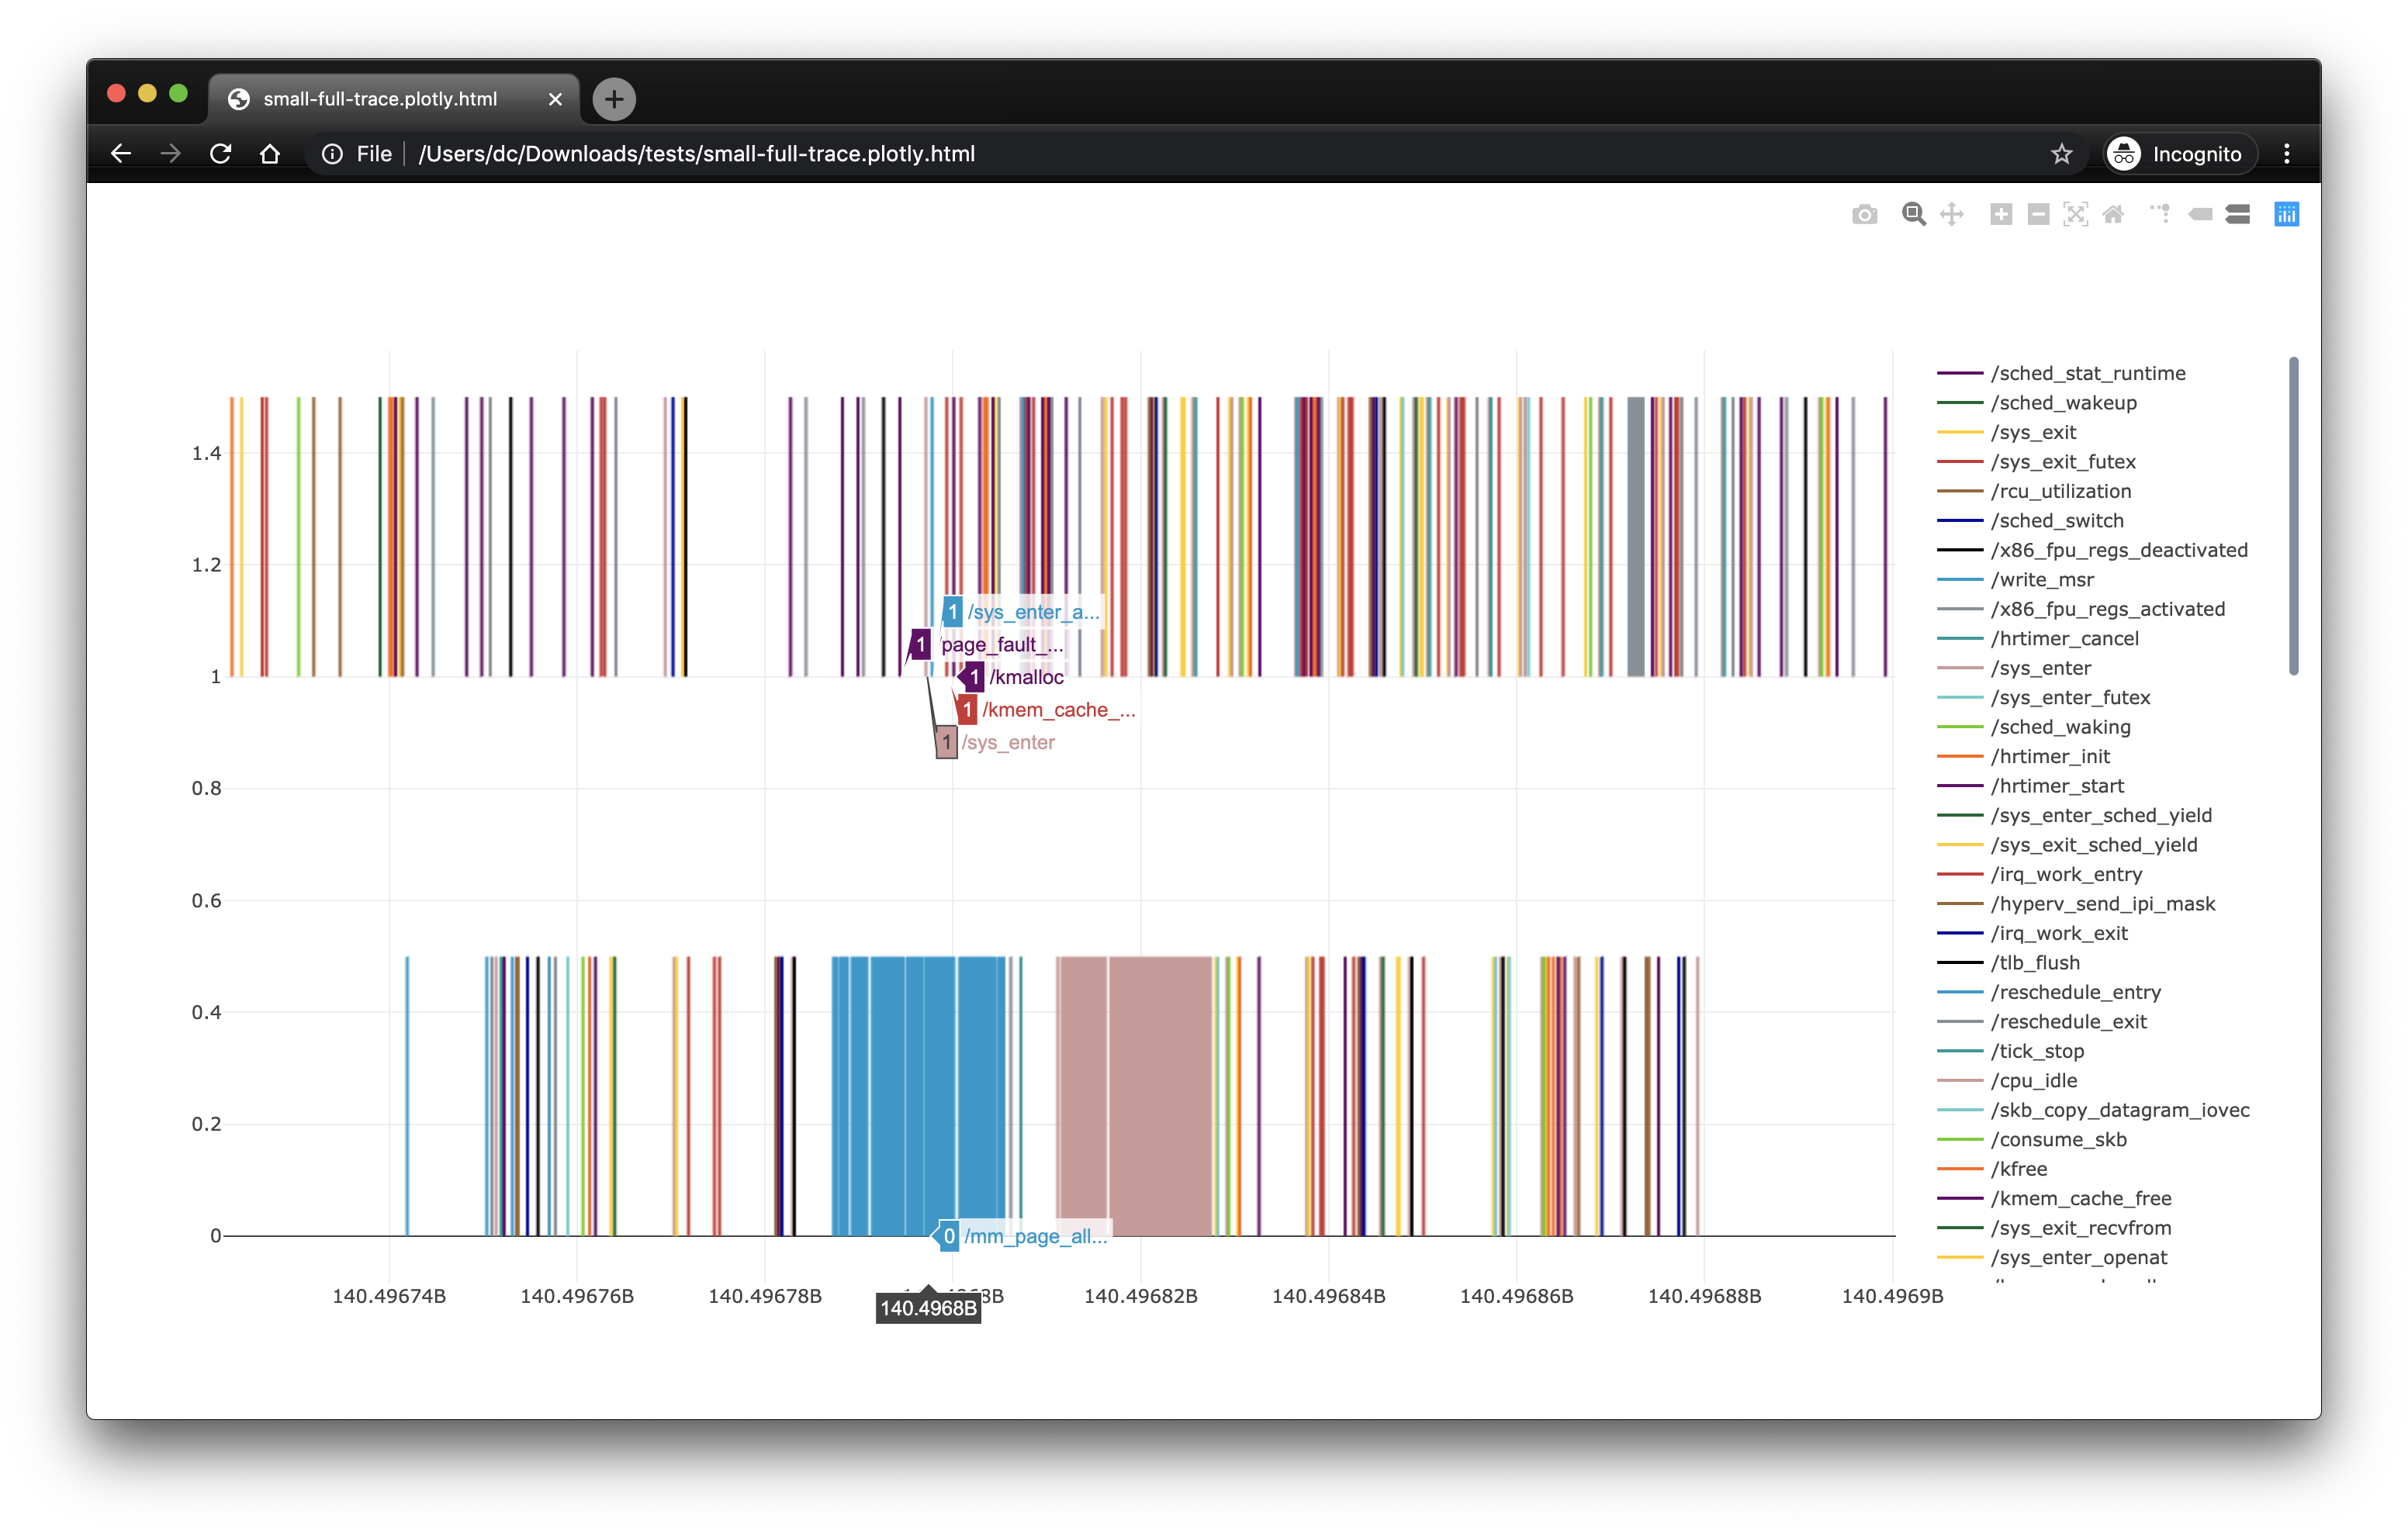 small-full-trace.plotly.html
File
/Users/dc/Downloads/tests/small-full-trace.plotly.html
Incognito
1.4
1.2
1
0.8
0.6
0.4
0.2
0
1 /sys_enter_a...
1 /page_fault_...
1 /kmalloc
1 /kmem_cache_...
1 /sys_enter
0 /mm_page_all...
140.49674B
140.49676B
140.49678B
140.4968B
140.49682B
140.49684B
140.49686B
140.49688B
140.4969B
/sched_stat_runtime
/sched_wakeup
/sys_exit
/sys_exit_futex
/rcu_utilization
/sched_switch
/x86_fpu_regs_deactivated
/write_msr
/x86_fpu_regs_activated
/hrtimer_cancel
/sys_enter
/sys_enter_futex
/sched_waking
/hrtimer_init
/hrtimer_start
/sys_enter_sched_yield
/sys_exit_sched_yield
/irq_work_entry
/hyperv_send_ipi_mask
/irq_work_exit
/tlb_flush
/reschedule_entry
/reschedule_exit
/tick_stop
/cpu_idle
/skb_copy_datagram_iovec
/consume_skb
/kfree
/kmem_cache_free
/sys_exit_recvfrom
/sys_enter_openat